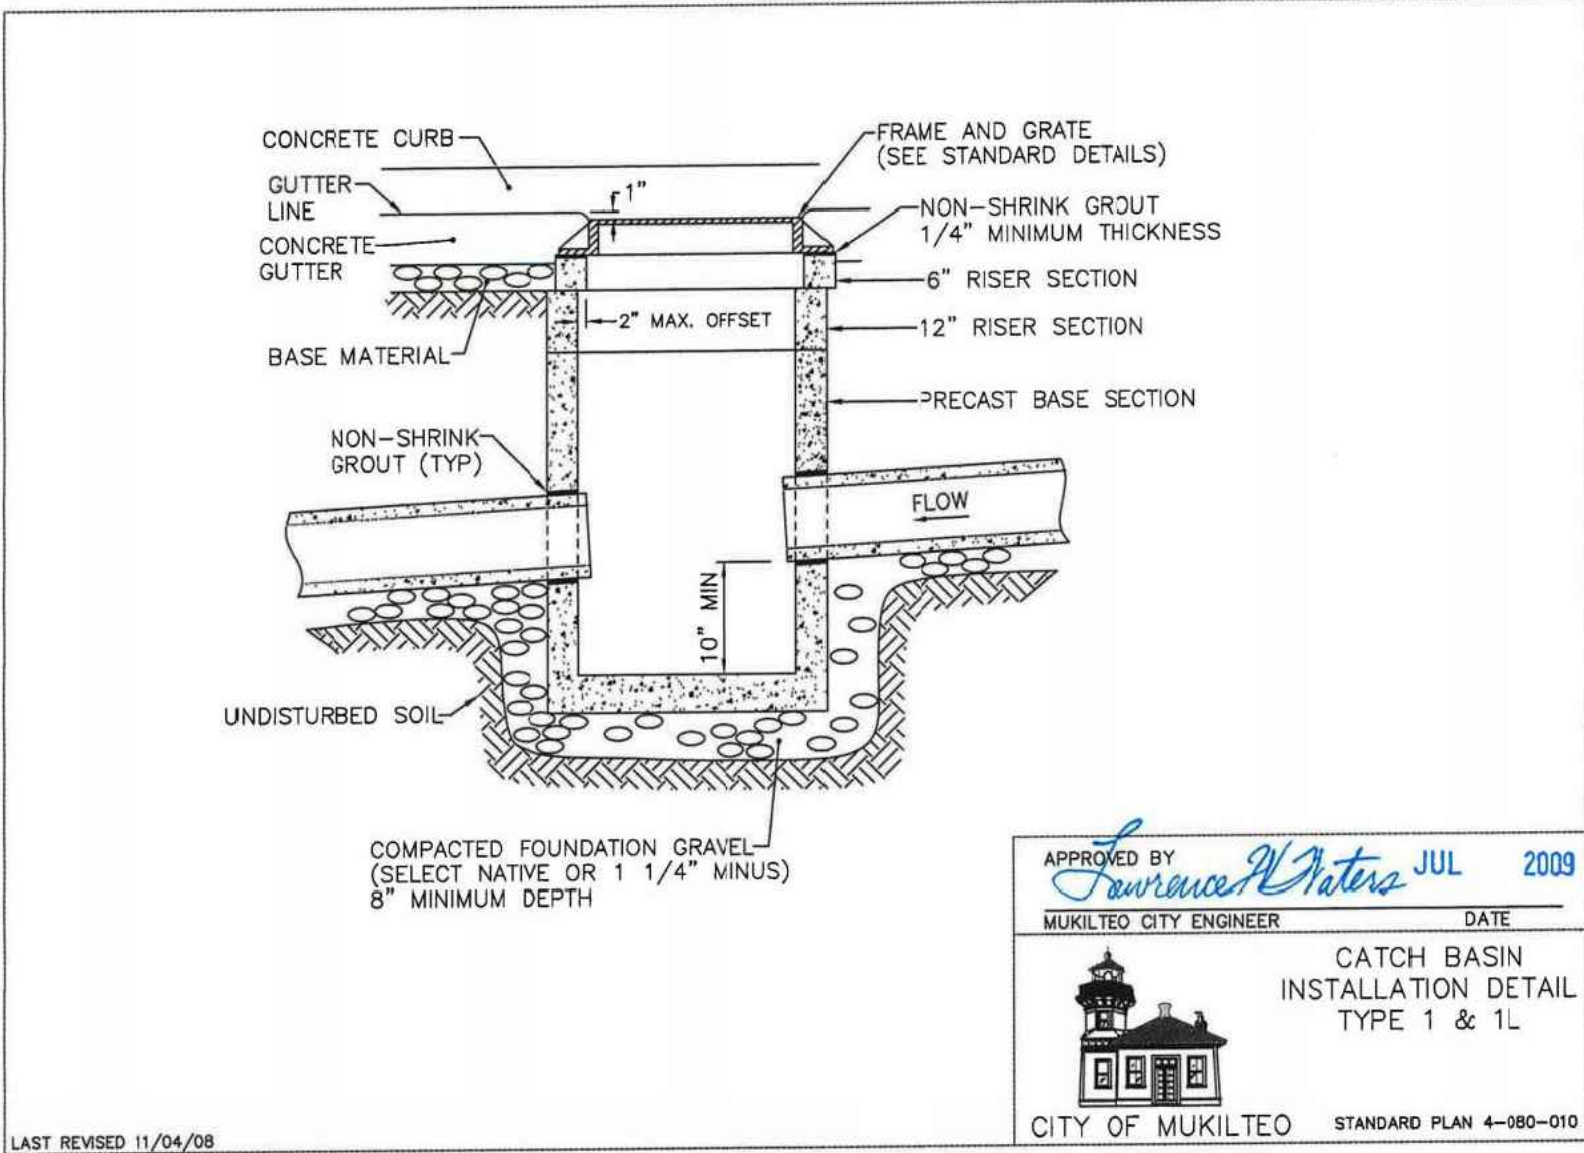 CONCRETE CURB
GUTTER
LINE
CONCRETE
GUTTER
BASE MATERIAL
1"
FRAME AND GRATE
(SEE STANDARD DETAILS)
NON-SHRINK GROUT
1/4" MINIMUM THICKNESS
6" RISER SECTION
2" MAX. OFFSET
12" RISER SECTION
PRECAST BASE SECTION
NON-SHRINK
GROUT (TYP)
FLOW
10" MIN
UNDISTURBED SOIL
COMPACTED FOUNDATION GRAVEL
(SELECT NATIVE OR 1 1/4" MINUS)
8" MINIMUM DEPTH
APPROVED BY
Lawrence W Waters JUL 2009
MUKILTEO CITY ENGINEER DATE
CATCH BASIN
INSTALLATION DETAIL
TYPE 1 & 1L
CITY OF MUKILTEO
STANDARD PLAN 4-080-010
LAST REVISED 11/04/08